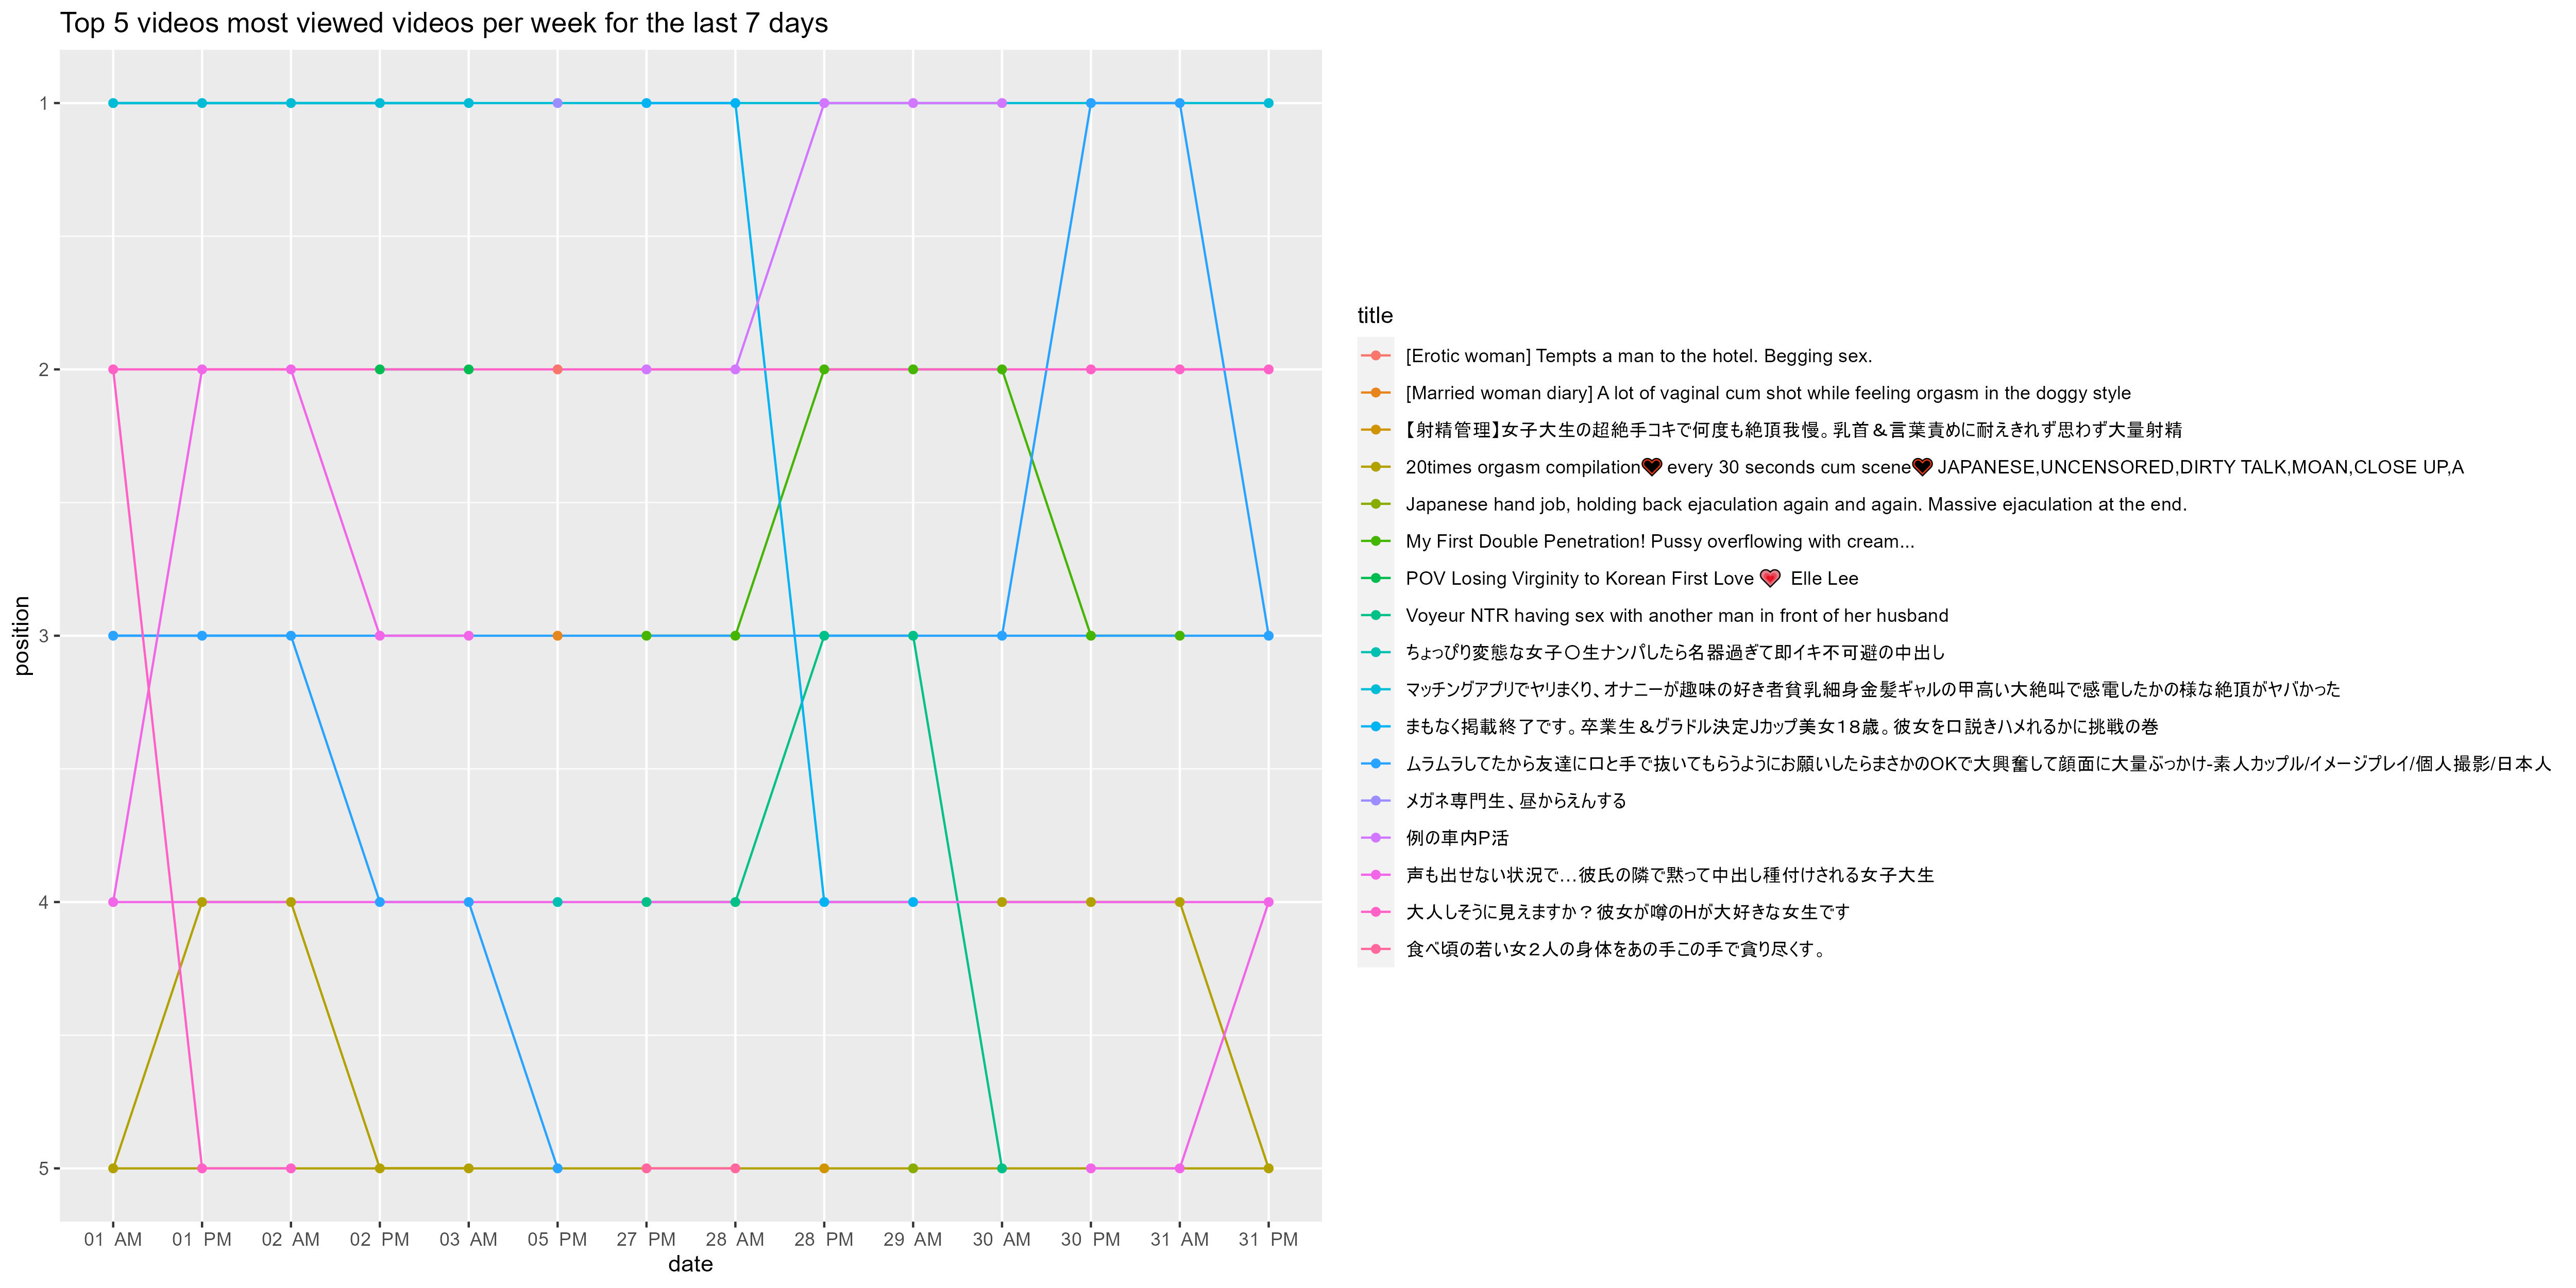 Top 5 videos most viewed videos per week for the last 7 days
1
2
3
4
5
position
01 AM
01 PM
02 AM
02 PM
03 AM
05 PM
27 PM
28 AM
28 PM
29 AM
30 AM
30 PM
31 AM
31 PM
date
title
[Erotic woman] Tempts a man to the hotel. Begging sex.
[Married woman diary] A lot of vaginal cum shot while feeling orgasm in the doggy style
【射精管理】女子大生の超絶手コキで何度も絶頂我慢。乳首＆言葉責めに耐えきれず思わず大量射精
20times orgasm compilation🖤 every 30 seconds cum scene🖤 JAPANESE,UNCENSORED,DIRTY TALK,MOAN,CLOSE UP,A
Japanese hand job, holding back ejaculation again and again. Massive ejaculation at the end.
My First Double Penetration! Pussy overflowing with cream...
POV Losing Virginity to Korean First Love 💗 Elle Lee
Voyeur NTR having sex with another man in front of her husband
ちょっぴり変態な女子〇生ナンパしたら名器過ぎて即イキ不可避の中出し
マッチングアプリでヤリまくり、オナニーが趣味の好き者貧乳細身金髪ギャルの甲高い大絶叫で感電したかの様な絶頂がヤバかった
まもなく掲載終了です。卒業生＆グラドル決定Jカップ美女１８歳。彼女を口説きハメれるかに挑戦の巻
ムラムラしてたから友達に口と手で抜いてもらうようにお願いしたらまさかのOKで大興奮して顔面に大量ぶっかけ-素人カップル/イメージプレイ/個人撮影/日本人
メガネ専門生、昼からえんする
例の車内P活
声も出せない状況で…彼氏の隣で黙って中出し種付けされる女子大生
大人しそうに見えますか？彼女が噂のHが大好きな女生です
食べ頃の若い女２人の身体をあの手この手で貪り尽くす。